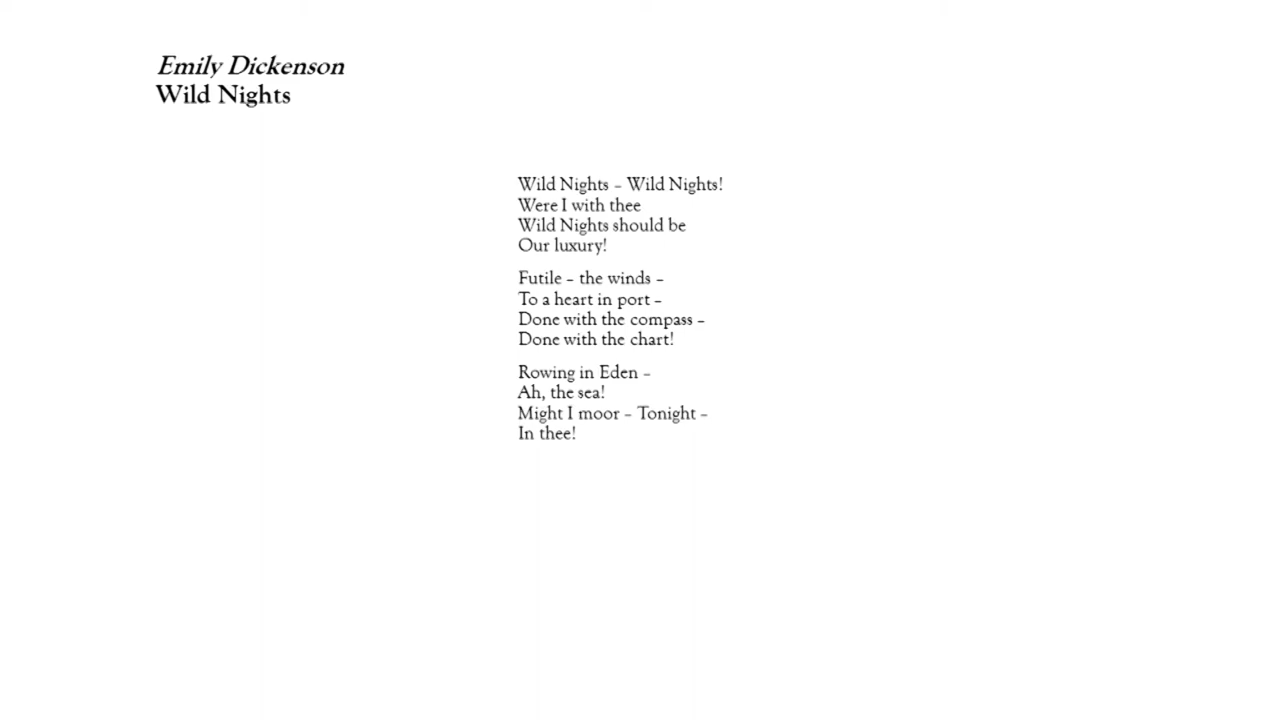 Emily Dickenson
Wild Nights
Wild Nights – Wild Nights!
Were I with thee
Wild Nights should be
Our luxury!
Futile – the winds –
To a heart in port –
Done with the compass –
Done with the chart!
Rowing in Eden –
Ah, the sea!
Might I moor – Tonight –
In thee!